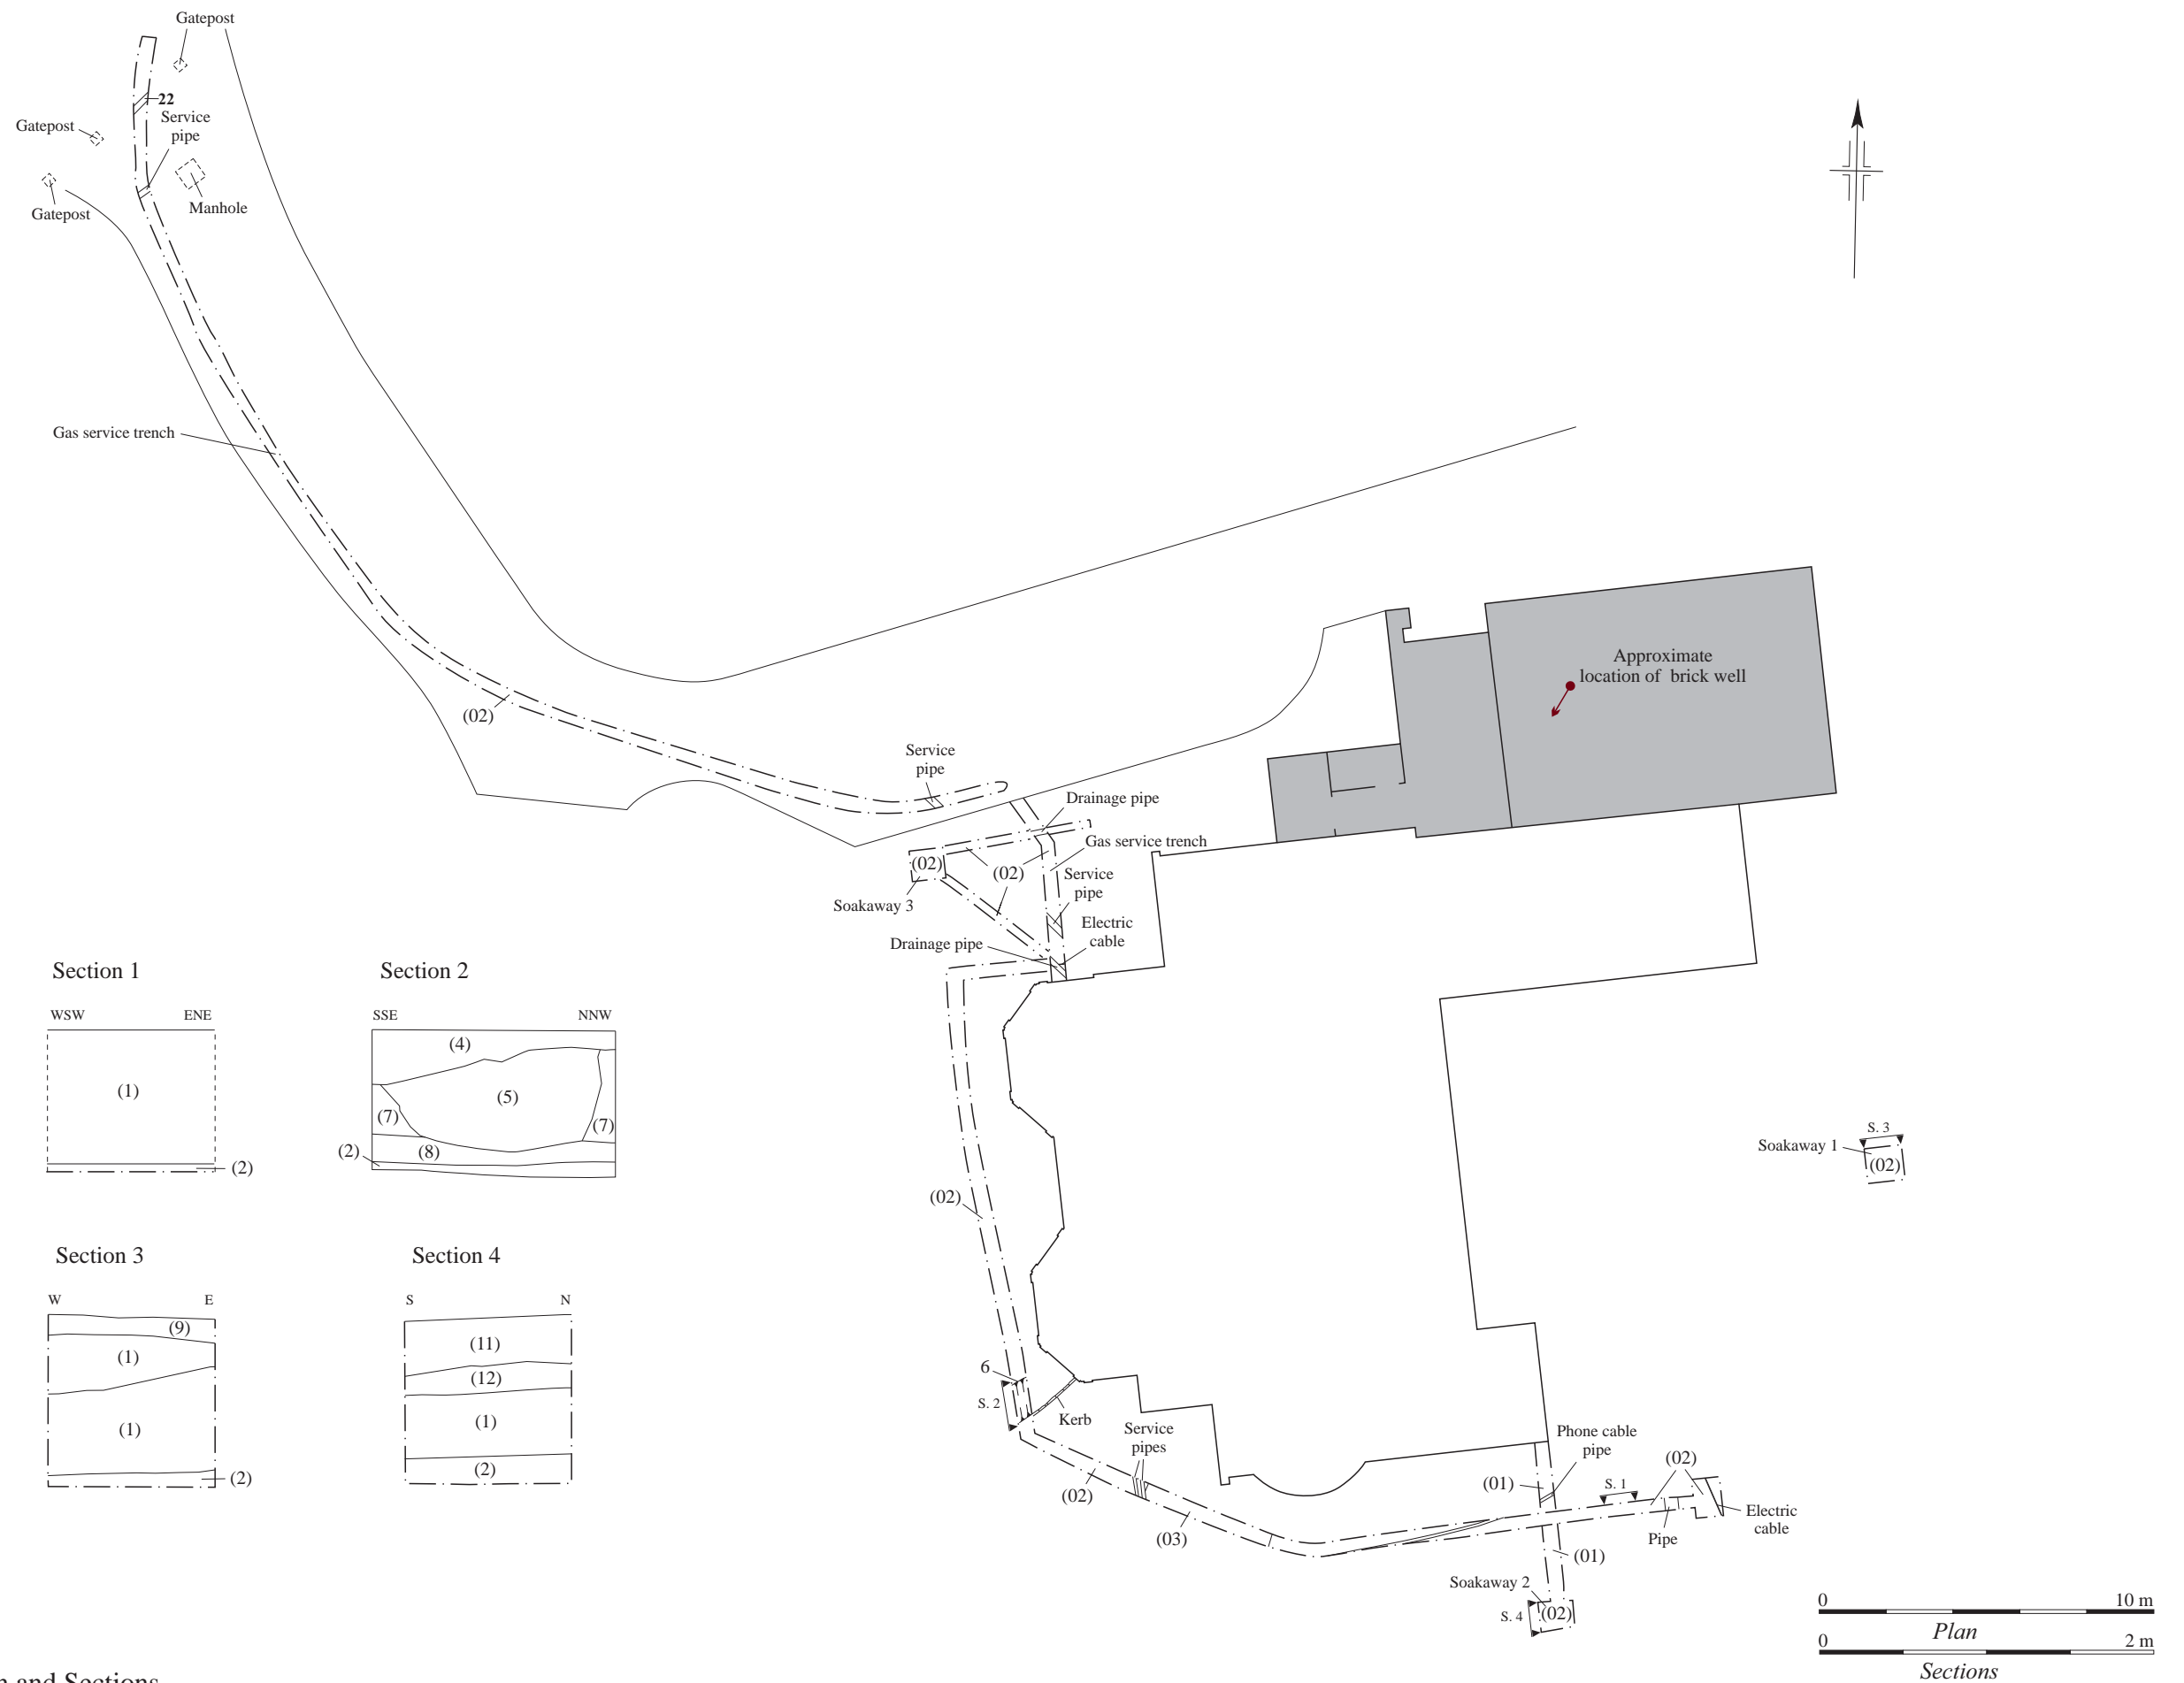 Gatepost
22
Service
pipe
Gatepost
Gatepost
Manhole
Gas service trench
(02)
Approximate
location of brick well
Service
pipe
Drainage pipe
Gas service trench
(02)
(02)
Service
pipe
Soakaway 3
Electric
cable
Drainage pipe
Section 1
WSW
ENE
(1)
(2)
Section 2
SSE
NNW
(4)
(5)
(7)
(7)
(2)
(8)
Section 3
W
E
(9)
(1)
(1)
(2)
Section 4
S
N
(11)
(12)
(1)
(2)
(02)
S. 3
Soakaway 1
(02)
6
S. 2
Kerb
Service
pipes
(02)
(03)
Phone cable
pipe
(01)
S. 1
(02)
Electric
cable
Pipe
(01)
Soakaway 2
S. 4
(02)
0
10 m
Plan
0
2 m
Sections
and Sections